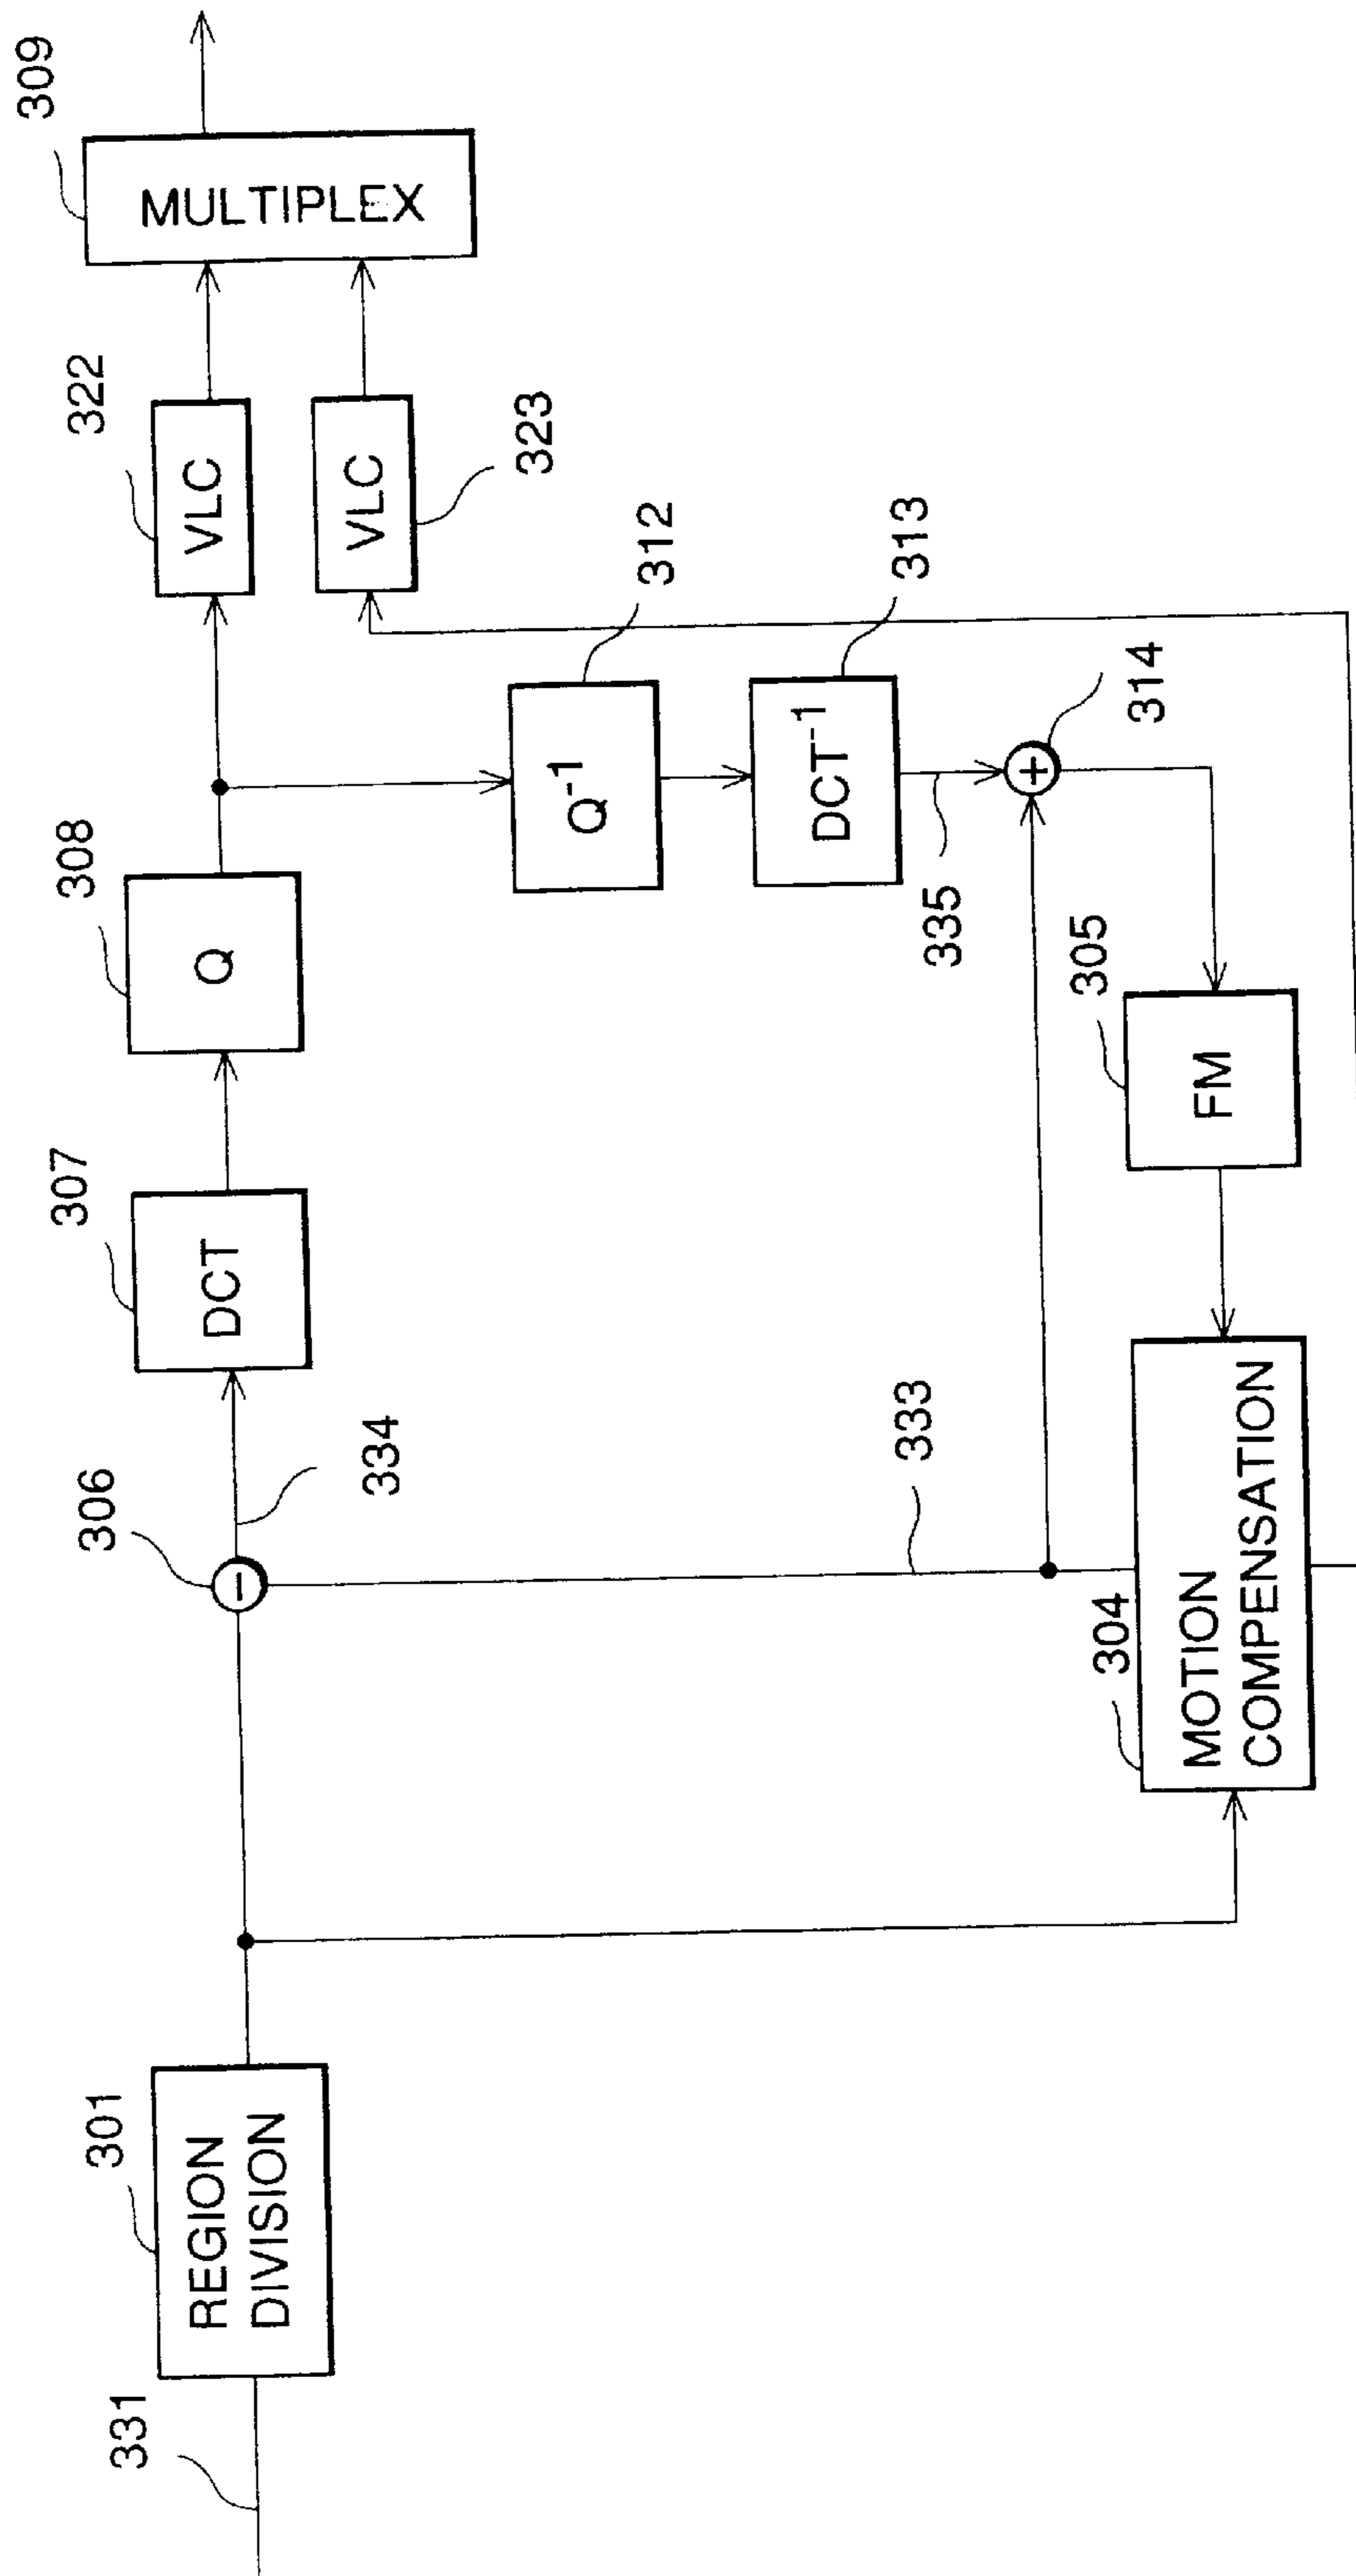 331
301
REGION
DIVISION
306
334
307
DCT
308
Q
322
VLC
323
VLC
309
MULTIPLEX
312
Q⁻¹
313
DCT⁻¹
335
314
+
-
333
305
FM
304
MOTION
COMPENSATION